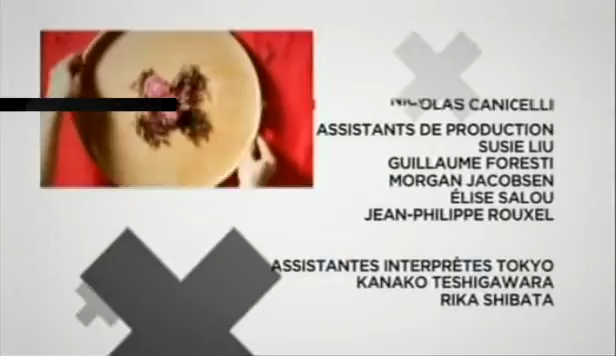 NICOLAS CANICELLI
ASSISTANTS DE PRODUCTION
SUSIE LIU
GUILLAUME FORESTI
MORGAN JACOBSEN
ÉLISE SALOU
JEAN-PHILIPPE ROUXEL
ASSISTANTES INTERPRÈTES TOKYO
KANAKO TESHIGAWARA
RIKA SHIBATA